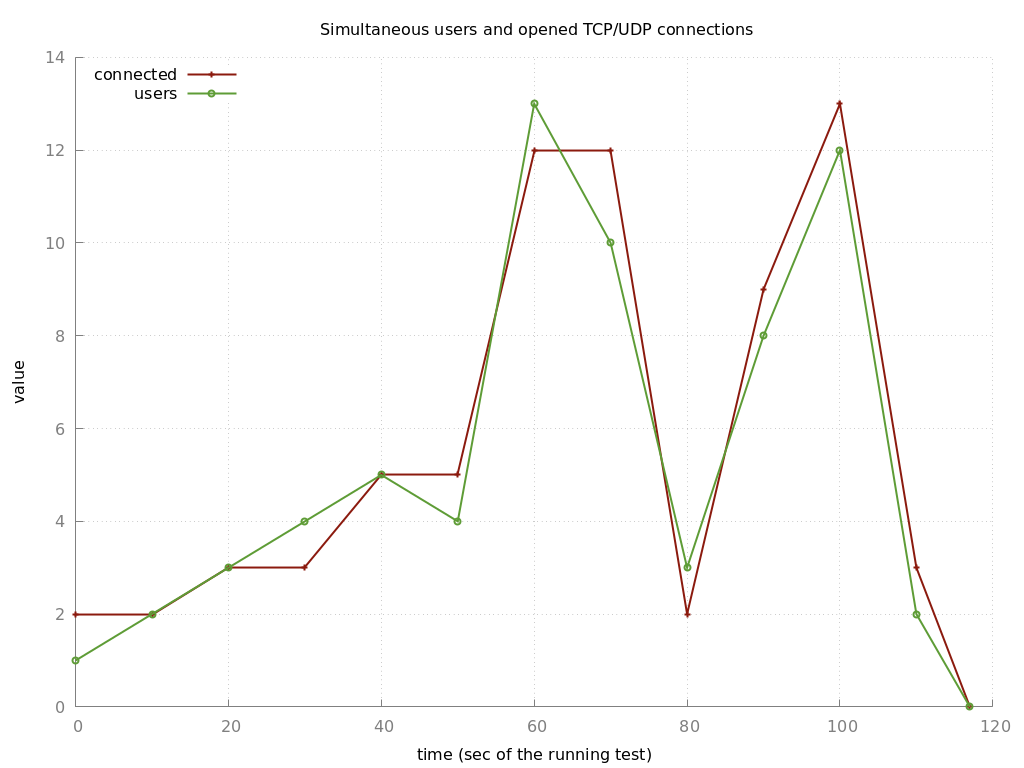 Simultaneous users and opened TCP/UDP connections
14
connected
users
12
10
8
value
6
4
2
0
0 20 40 60 80 100 120
time (sec of the running test)